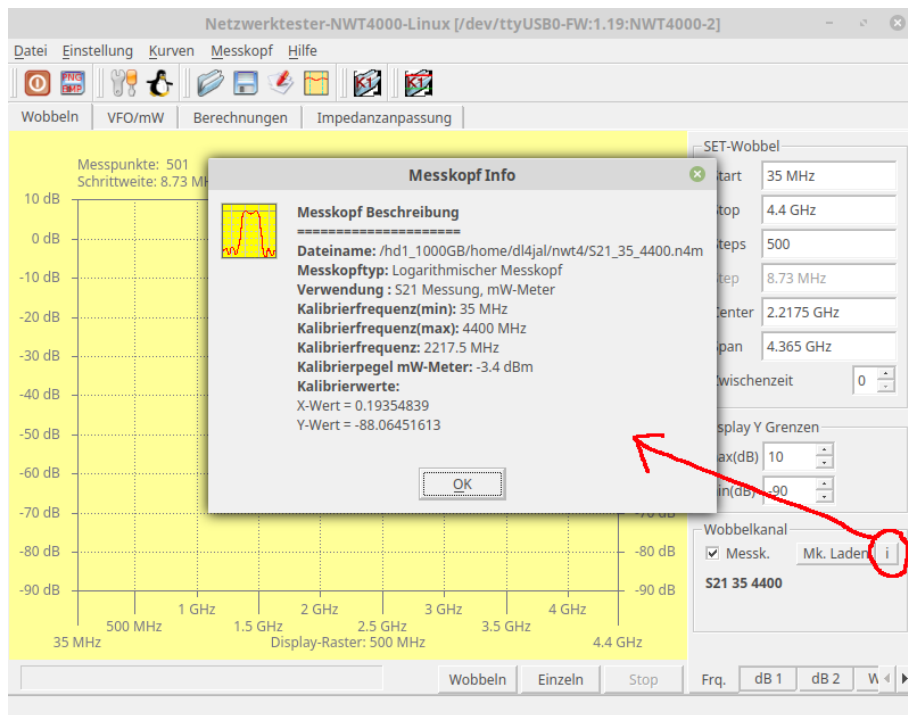 Netzwerktester-NWT4000-Linux [/dev/ttyUSB0-FW:1.19:NWT4000-2]
Datei Einstellung Kurven Messkopf Hilfe
PNG
BMP
K1
K1
Wobbeln VFO/mW Berechnungen Impedanzanpassung
Messpunkte: 501
Schrittweite: 8.73
10 dB
0 dB
-10 dB
-20 dB
-30 dB
-40 dB
-50 dB
-60 dB
-70 dB
-80 dB
-90 dB
-80 dB
-90 dB
1 GHz 2 GHz 3 GHz 4 GHz
500 MHz 1.5 GHz 2.5 GHz 3.5 GHz
35 MHz Display-Raster: 500 MHz 4.4 GHz
Messkopf Info
Messkopf Beschreibung
=====================
Dateiname: /hd1_1000GB/home/dl4jal/nwt4/S21_35_4400.n4m
Messkopftyp: Logarithmischer Messkopf
Verwendung : S21 Messung, mW-Meter
Kalibrierfrequenz(min): 35 MHz
Kalibrierfrequenz(max): 4400 MHz
Kalibrierfrequenz: 2217.5 MHz
Kalibrierpegel mW-Meter: -3.4 dBm
Kalibrierwerte:
X-Wert = 0.19354839
Y-Wert = -88.06451613
OK
SET-Wobbel
tart 35 MHz
top 4.4 GHz
teps 500
tep 8.73 MHz
enter 2.2175 GHz
pan 4.365 GHz
wischenzeit 0
splay Y Grenzen
ax(dB) 10
in(dB) -90
Wobbelkanal
Messk. Mk. Laden i
S21 35 4400
Wobbeln Einzeln Stop
Frq. dB 1 dB 2